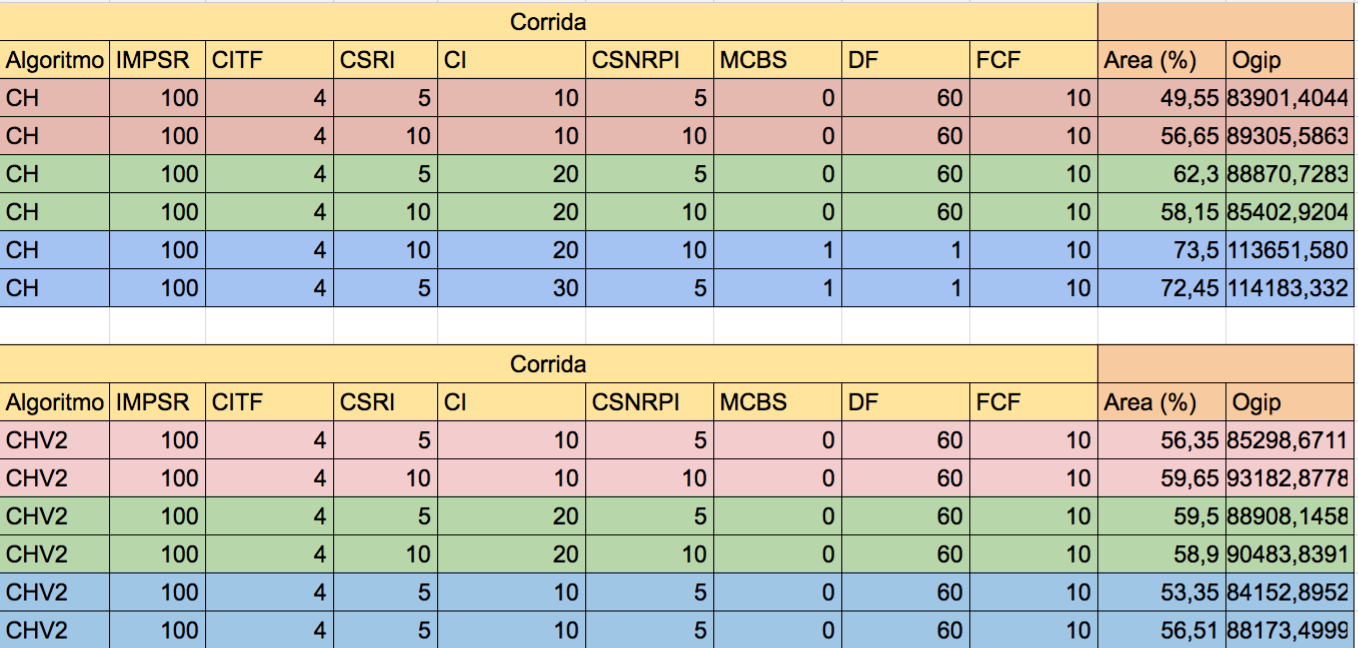 Corrida
Algoritmo IMPSR CITF CSRI CI CSNRPI MCBS DF FCF Area (%) Ogip
CH 100 4 5 10 5 0 60 10 49,55 83901,4044
CH 100 4 10 10 10 0 60 10 56,65 89305,5863
CH 100 4 5 20 5 0 60 10 62,3 88870,7283
CH 100 4 10 20 10 0 60 10 58,15 85402,9204
CH 100 4 10 20 10 1 1 10 73,5 113651,580
CH 100 4 5 30 5 1 1 10 72,45 114183,332
Corrida
Algoritmo IMPSR CITF CSRI CI CSNRPI MCBS DF FCF Area (%) Ogip
CHV2 100 4 5 10 5 0 60 10 56,35 85298,6711
CHV2 100 4 10 10 10 0 60 10 59,65 93182,8778
CHV2 100 4 5 20 5 0 60 10 59,5 88908,1458
CHV2 100 4 10 20 10 0 60 10 58,9 90483,8391
CHV2 100 4 5 10 5 0 60 10 53,35 84152,8952
CHV2 100 4 5 10 5 0 60 10 56,51 88173,4999